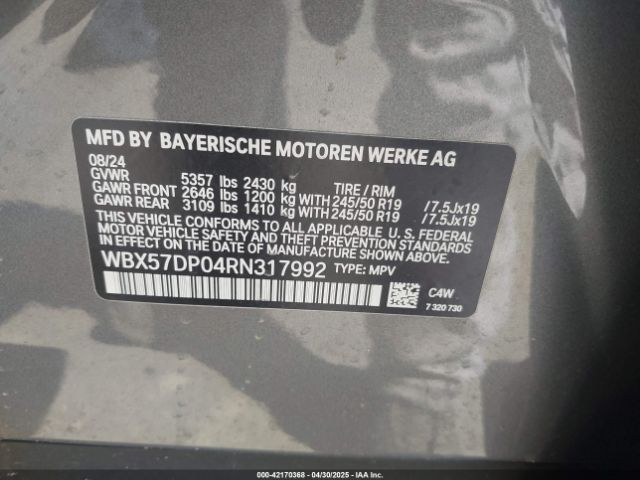 MFD BY BAYERISCHE MOTOREN WERKE AG
08/24
GVWR 5357 lbs 2430 kg TIRE / RIM
GAWR FRONT 2646 lbs 1200 kg WITH 245/50 R19 /7.5Jx19
GAWR REAR 3109 lbs 1410 kg WITH 245/50 R19 /7.5Jx19
THIS VEHICLE CONFORMS TO ALL APPLICABLE U. S. FEDERAL
MOTOR VEHICLE SAFETY AND THEFT PREVENTION STANDARDS
IN EFFECT ON THE DATE OF MANUFACTURE SHOWN ABOVE.
WBX57DP04RN317992 TYPE: MPV
C4W
7 320 730
000-42170368 - 04/30/2025 - IAA Inc.